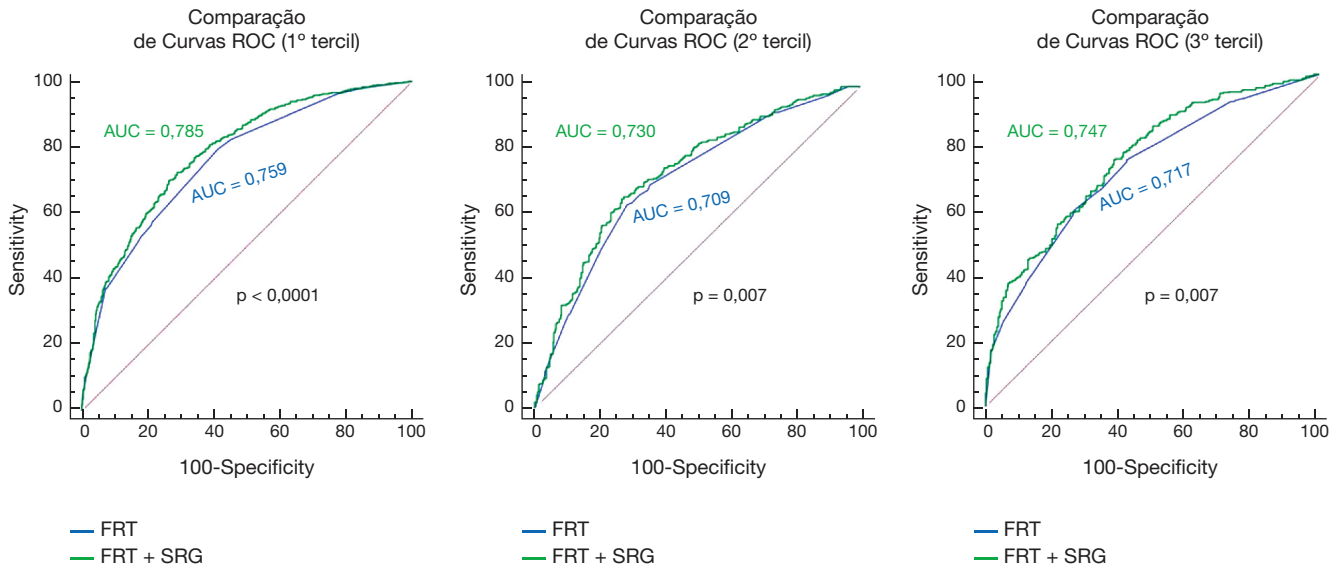 Comparação
de Curvas ROC (1º tercil)
100
80
60
40
20
0
Sensitivity
AUC = 0,785
AUC = 0,759
p < 0,0001
0 20 40 60 80 100
100-Specificity
FRT
FRT + SRG
Comparação
de Curvas ROC (2º tercil)
100
80
60
40
20
0
Sensitivity
AUC = 0,730
AUC = 0,709
p = 0,007
0 20 40 60 80 100
100-Specificity
FRT
FRT + SRG
Comparação
de Curvas ROC (3º tercil)
100
80
60
40
20
0
Sensitivity
AUC = 0,747
AUC = 0,717
p = 0,007
0 20 40 60 80 100
100-Specificity
FRT
FRT + SRG